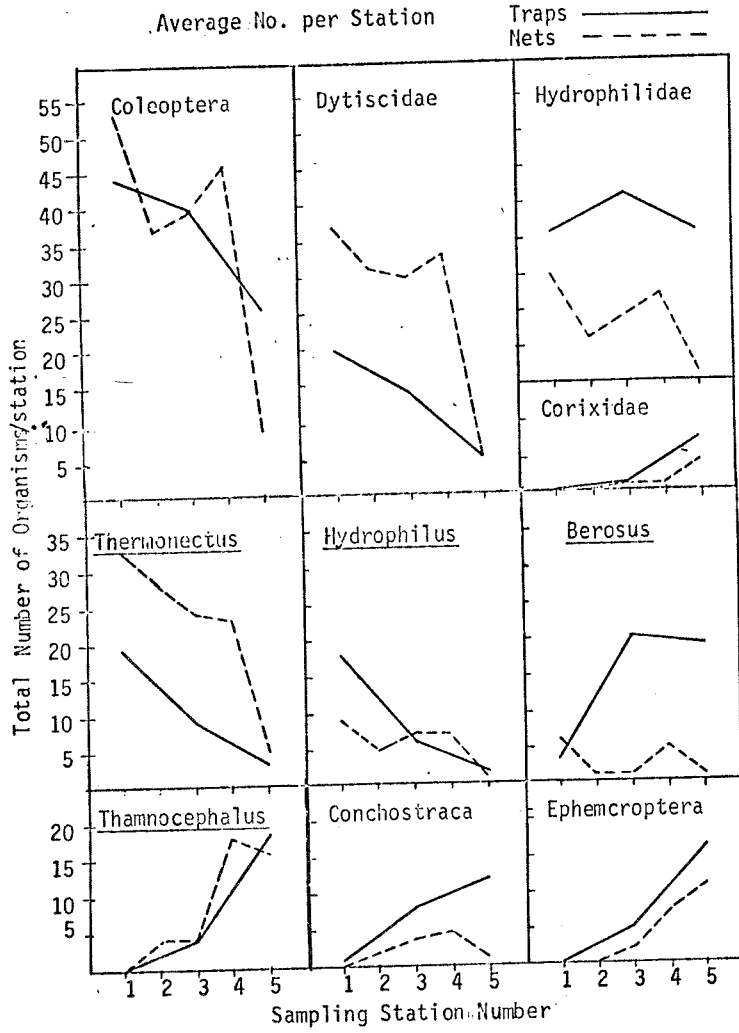 Average No. per Station
Traps
Nets
Coleoptera
Dytiscidae
Hydrophilidae
55
50
45
40
35
30
25
20
15
10
5
Corixidae
Total Number of Organisms/station
Thermonectus
Hydrophilus
Berosus
35
30
25
20
15
10
5
Thamnocephalus
Conchostraca
Ephemcroptera
20
15
10
5
1 2 3 4 5
1 2 3 4 5
1 2 3 4 5
Sampling Station Number